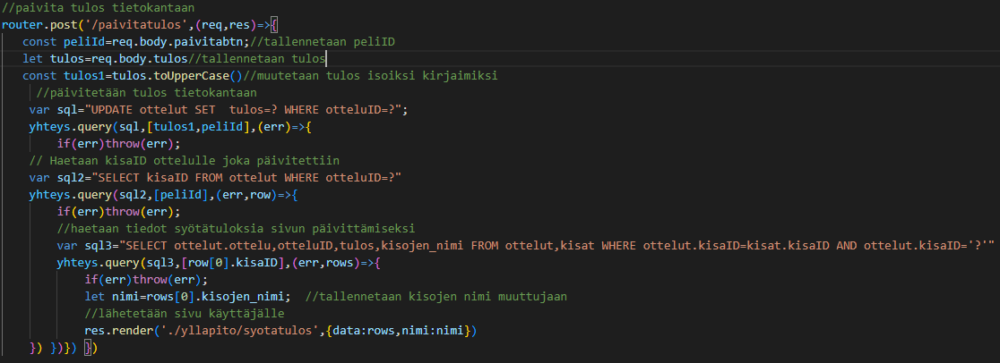 //paivita tulos tietokantaan
router.post('/paivitatulos',(req,res)=>{
const peliId=req.body.paivitabtn;//tallennetaan peliID
let tulos=req.body.tulos//tallennetaan tulos
const tulos1=tulos.toUpperCase()//muutetaan tulos isoiksi kirjaimiksi
//päivitetään tulos tietokantaan
var sql="UPDATE ottelut SET  tulos=? WHERE otteluID=?";
yhteys.query(sql,[tulos1,peliId],(err)=>{
if(err)throw(err);
// Haetaan kisaID ottelulle joka päivitettiin
var sql2="SELECT kisaID FROM ottelut WHERE otteluID=?"
yhteys.query(sql2,[peliId],(err,row)=>{
if(err)throw(err);
//haetaan tiedot syötätuloksia sivun päivittämiseksi
var sql3="SELECT ottelut.ottelu,otteluID,tulos,kisojen_nimi FROM ottelut,kisat WHERE ottelut.kisaID=kisat.kisaID AND ottelut.kisaID='?'"
yhteys.query(sql3,[row[0].kisaID],(err,rows)=>{
if(err)throw(err);
let nimi=rows[0].kisojen_nimi;  //tallennetaan kisojen nimi muuttujaan
//lähetetään sivu käyttäjälle
res.render('./yllapito/syotatulos',{data:rows,nimi:nimi})
}) })}) })